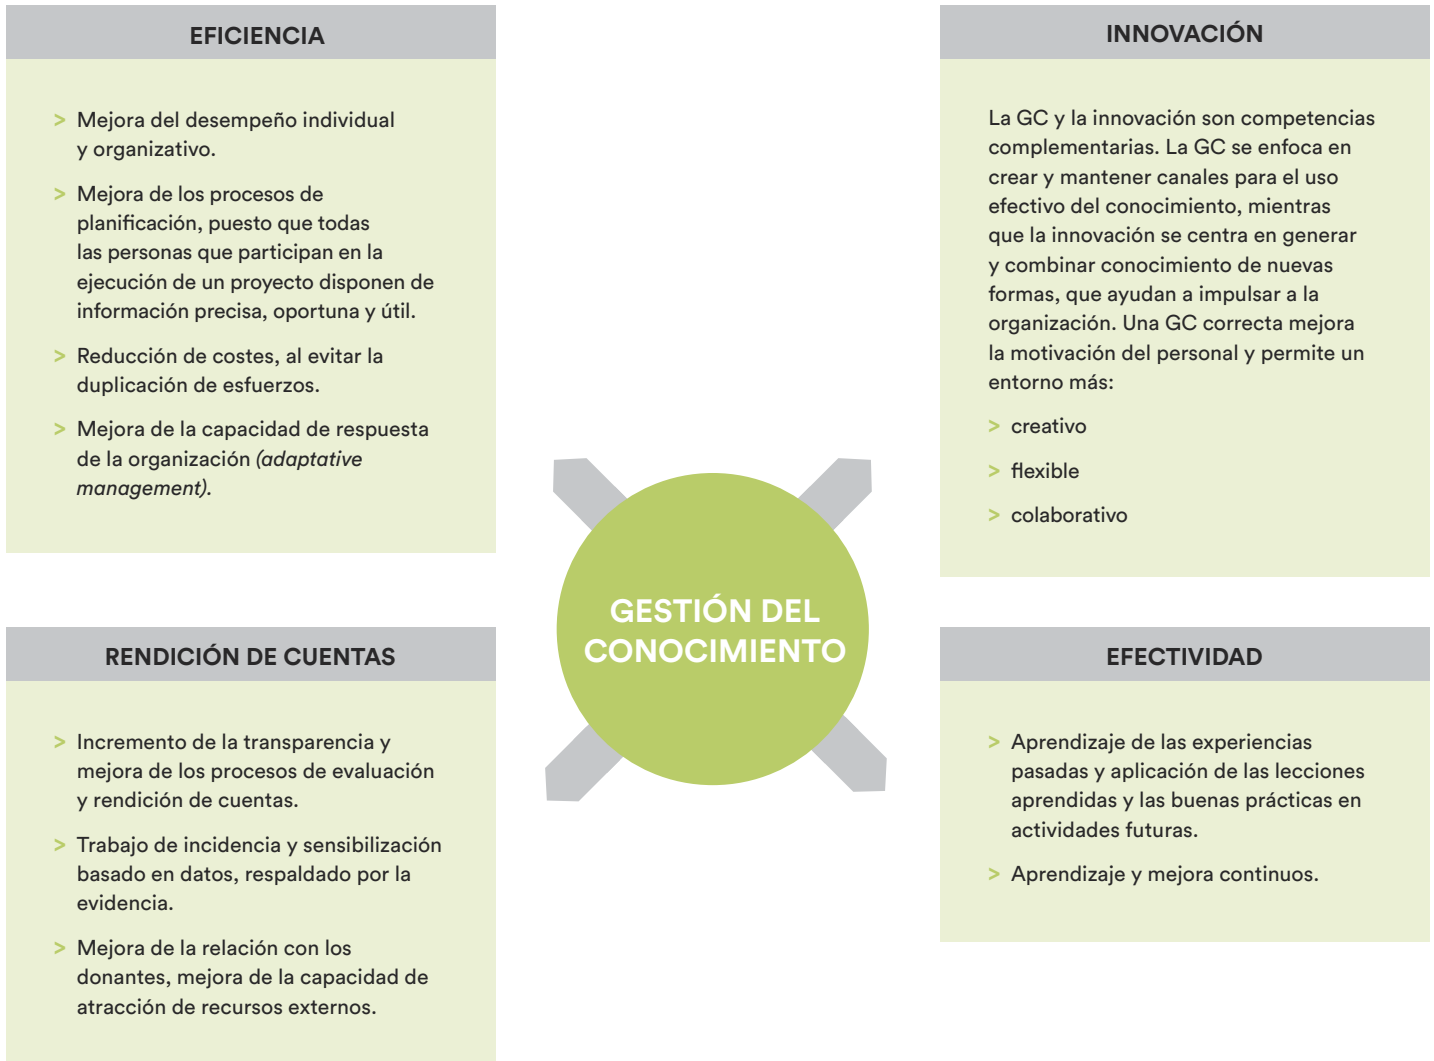 EFICIENCIA
> Mejora del desempeño individual
y organizativo.
> Mejora de los procesos de
planificación, puesto que todas
las personas que participan en la
ejecución de un proyecto disponen de
información precisa, oportuna y útil.
> Reducción de costes, al evitar la
duplicación de esfuerzos.
> Mejora de la capacidad de respuesta
de la organización (adaptative
management).
INNOVACIÓN
La GC y la innovación son competencias
complementarias. La GC se enfoca en
crear y mantener canales para el uso
efectivo del conocimiento, mientras
que la innovación se centra en generar
y combinar conocimiento de nuevas
formas, que ayudan a impulsar a la
organización. Una GC correcta mejora
la motivación del personal y permite un
entorno más:
> creativo
> flexible
> colaborativo
GESTIÓN DEL
CONOCIMIENTO
RENDICIÓN DE CUENTAS
> Incremento de la transparencia y
mejora de los procesos de evaluación
y rendición de cuentas.
> Trabajo de incidencia y sensibilización
basado en datos, respaldado por la
evidencia.
> Mejora de la relación con los
donantes, mejora de la capacidad de
atracción de recursos externos.
EFECTIVIDAD
> Aprendizaje de las experiencias
pasadas y aplicación de las lecciones
aprendidas y las buenas prácticas en
actividades futuras.
> Aprendizaje y mejora continuos.